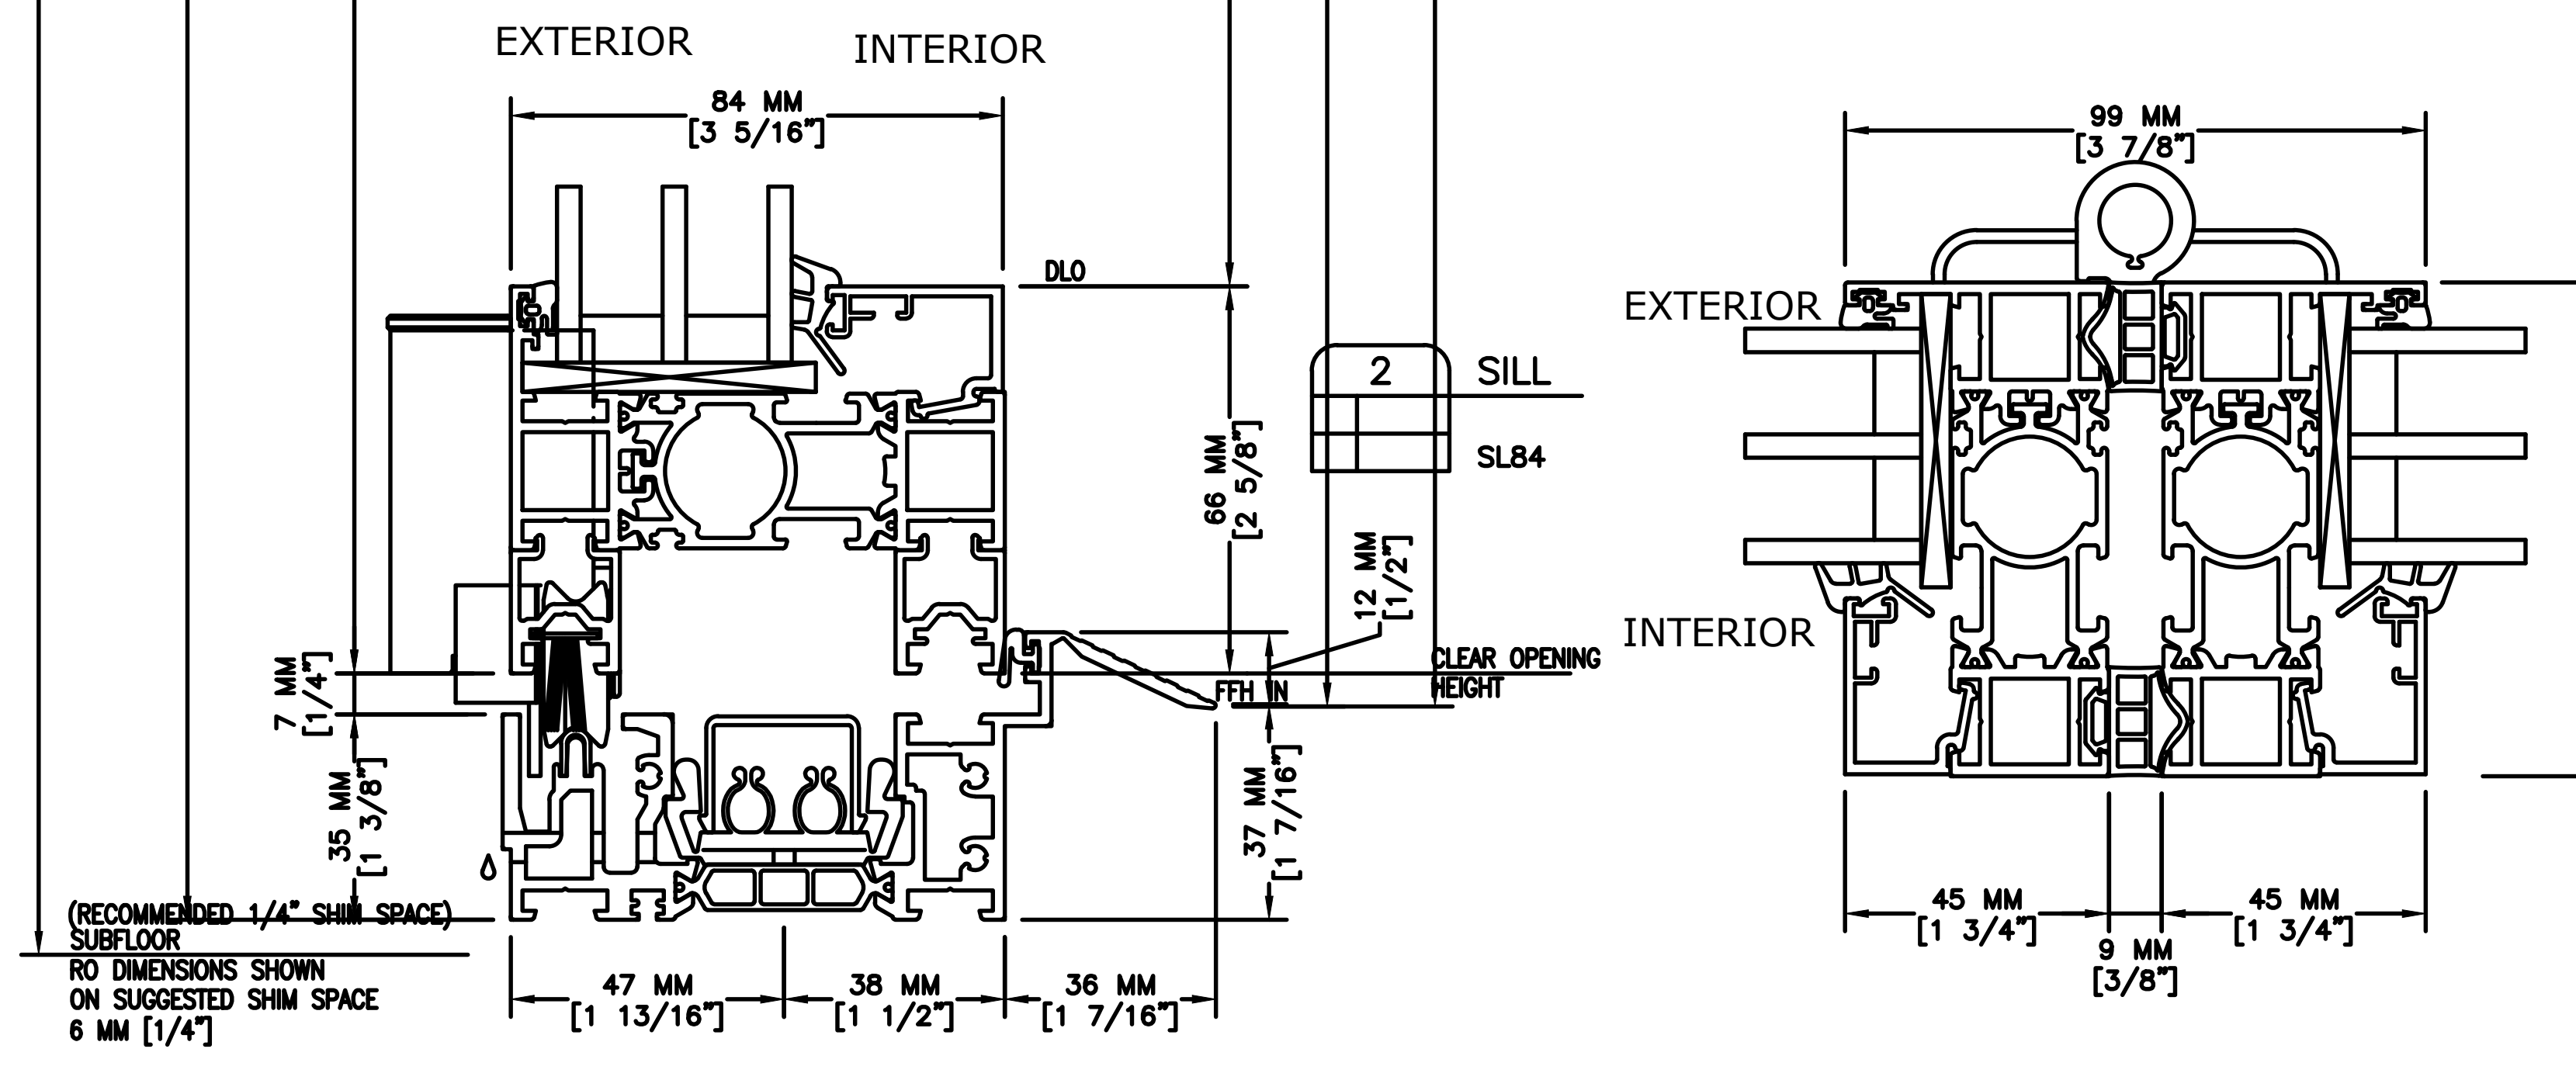 EXTERIOR
INTERIOR
84 MM
[3 5/16"]
99 MM
[3 7/8"]
DLO
EXTERIOR
2
SILL
SL84
66 MM
[2 5/8"]
12 MM
[1/2"]
INTERIOR
CLEAR OPENING
HEIGHT
FFH IN
7 MM
[1/4"]
35 MM
[1 3/8"]
37 MM
[1 7/16"]
(RECOMMENDED 1/4" SHIM SPACE)
SUBFLOOR
RO DIMENSIONS SHOWN
ON SUGGESTED SHIM SPACE
6 MM [1/4"]
47 MM
[1 13/16"]
38 MM
[1 1/2"]
36 MM
[1 7/16"]
45 MM
[1 3/4"]
9 MM
[3/8"]
45 MM
[1 3/4"]